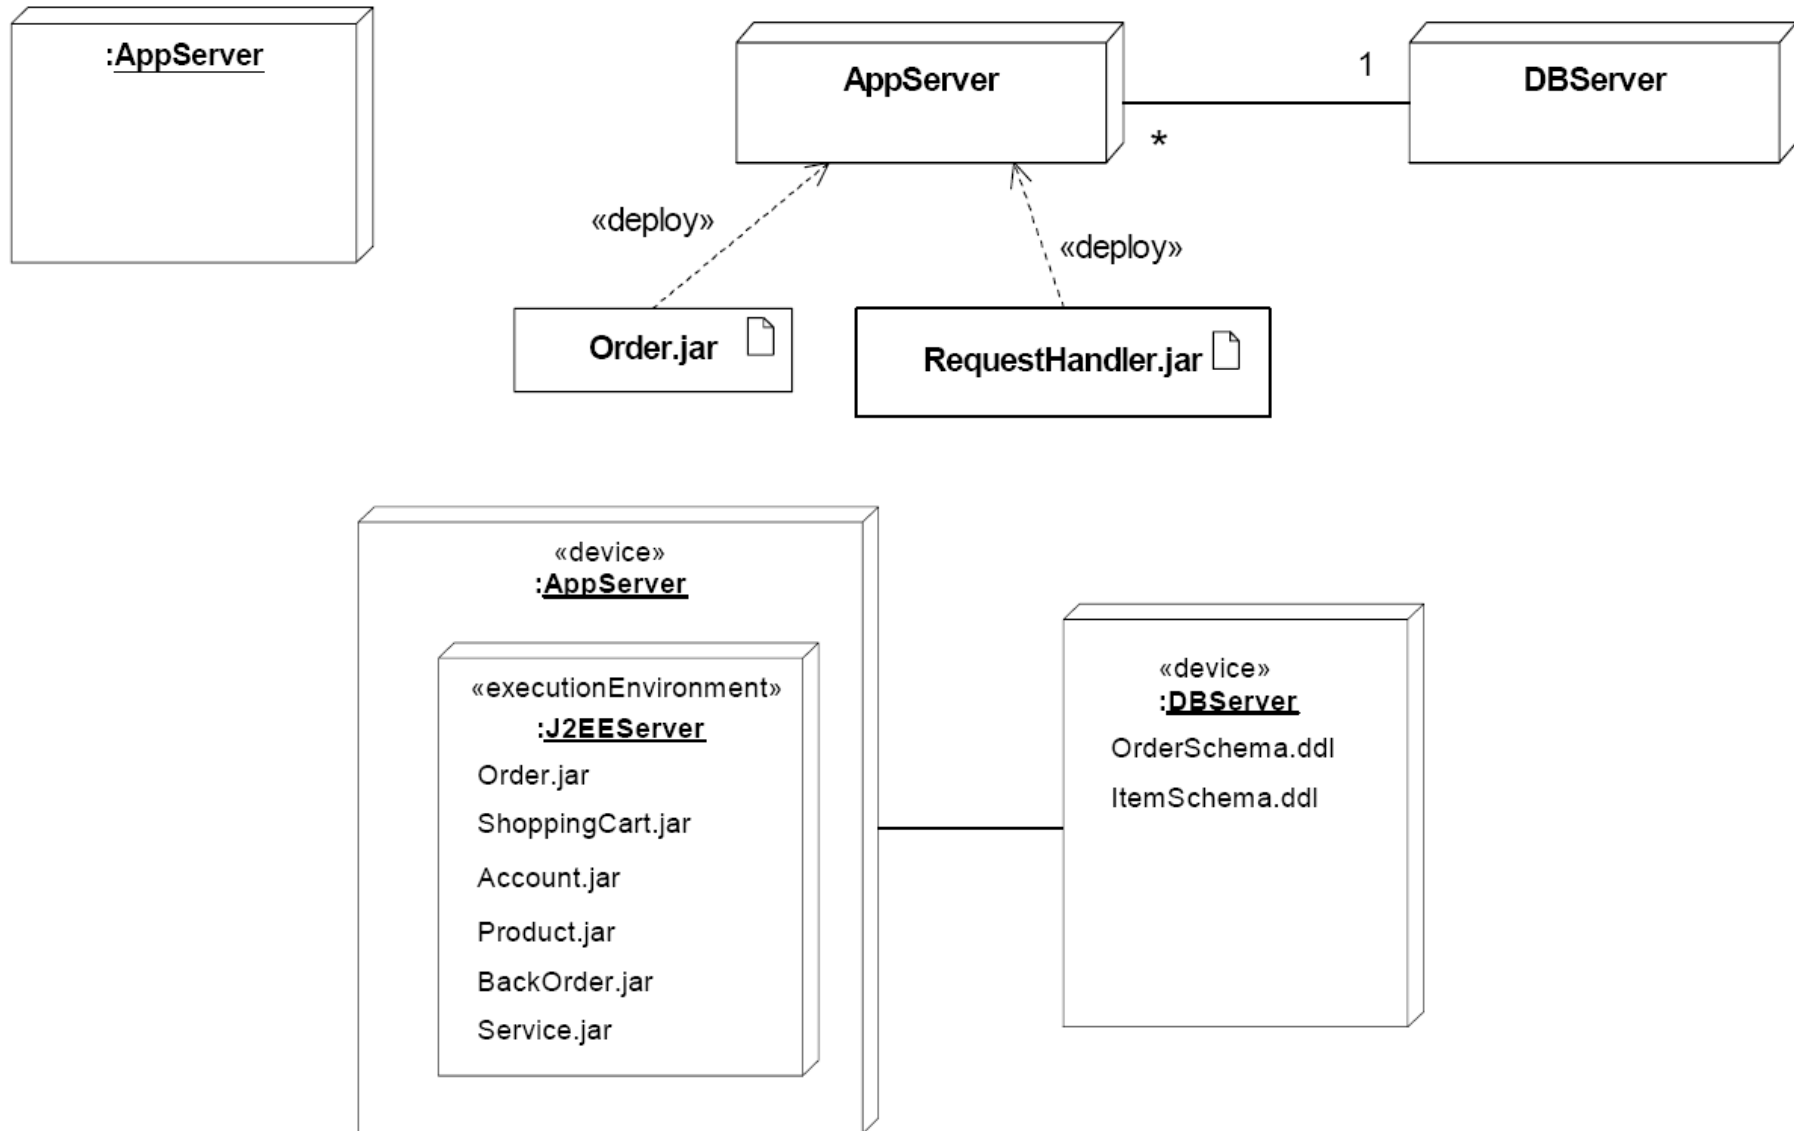 :AppServer
AppServer
1
DBServer
*
«deploy»
«deploy»
Order.jar
RequestHandler.jar
«device»
:AppServer
«executionEnvironment»
:J2EEServer
Order.jar
ShoppingCart.jar
Account.jar
Product.jar
BackOrder.jar
Service.jar
«device»
:DBServer
OrderSchema.ddl
ItemSchema.ddl